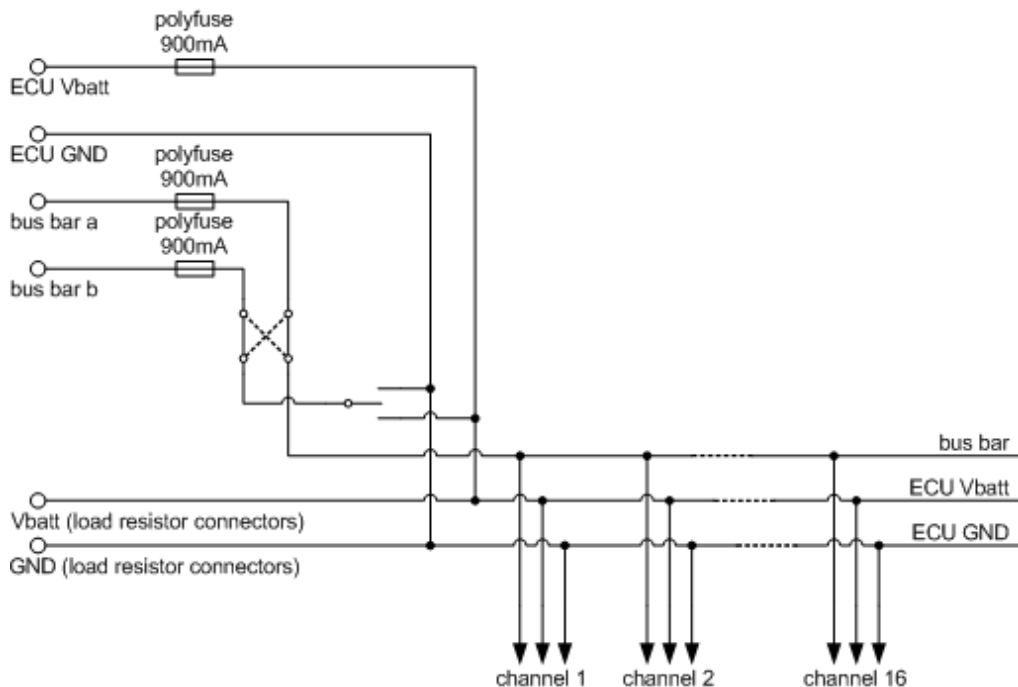 polyfuse
900mA
ECU Vbatt
ECU GND
polyfuse
900mA
bus bar a
polyfuse
900mA
bus bar b
bus bar
ECU Vbatt
Vbatt (load resistor connectors)
ECU GND
GND (load resistor connectors)
channel 1
channel 2
channel 16